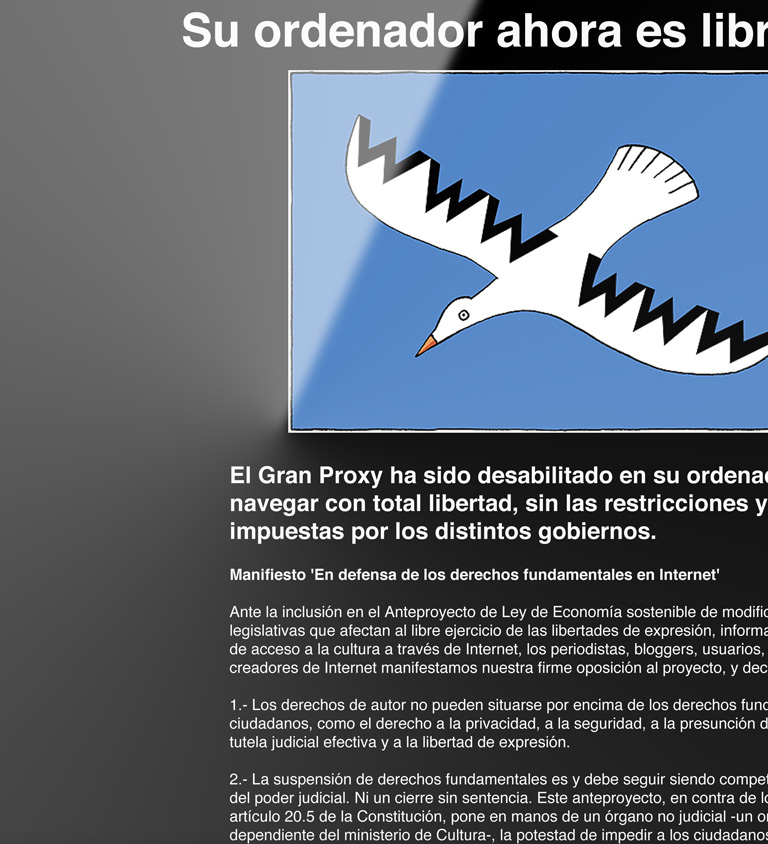 Su ordenador ahora es libr
El Gran Proxy ha sido desabilitado en su ordenad
navegar con total libertad, sin las restricciones y
impuestas por los distintos gobiernos.
Manifiesto 'En defensa de los derechos fundamentales en Internet'
Ante la inclusión en el Anteproyecto de Ley de Economía sostenible de modific
legislativas que afectan al libre ejercicio de las libertades de expresión, informa
de acceso a la cultura a través de Internet, los periodistas, bloggers, usuarios,
creadores de Internet manifestamos nuestra firme oposición al proyecto, y dec
1.- Los derechos de autor no pueden situarse por encima de los derechos fund
ciudadanos, como el derecho a la privacidad, a la seguridad, a la presunción d
tutela judicial efectiva y a la libertad de expresión.
2.- La suspensión de derechos fundamentales es y debe seguir siendo compet
del poder judicial. Ni un cierre sin sentencia. Este anteproyecto, en contra de lo
artículo 20.5 de la Constitución, pone en manos de un órgano no judicial -un or
dependiente del ministerio de Cultura-, la potestad de impedir a los ciudadanos